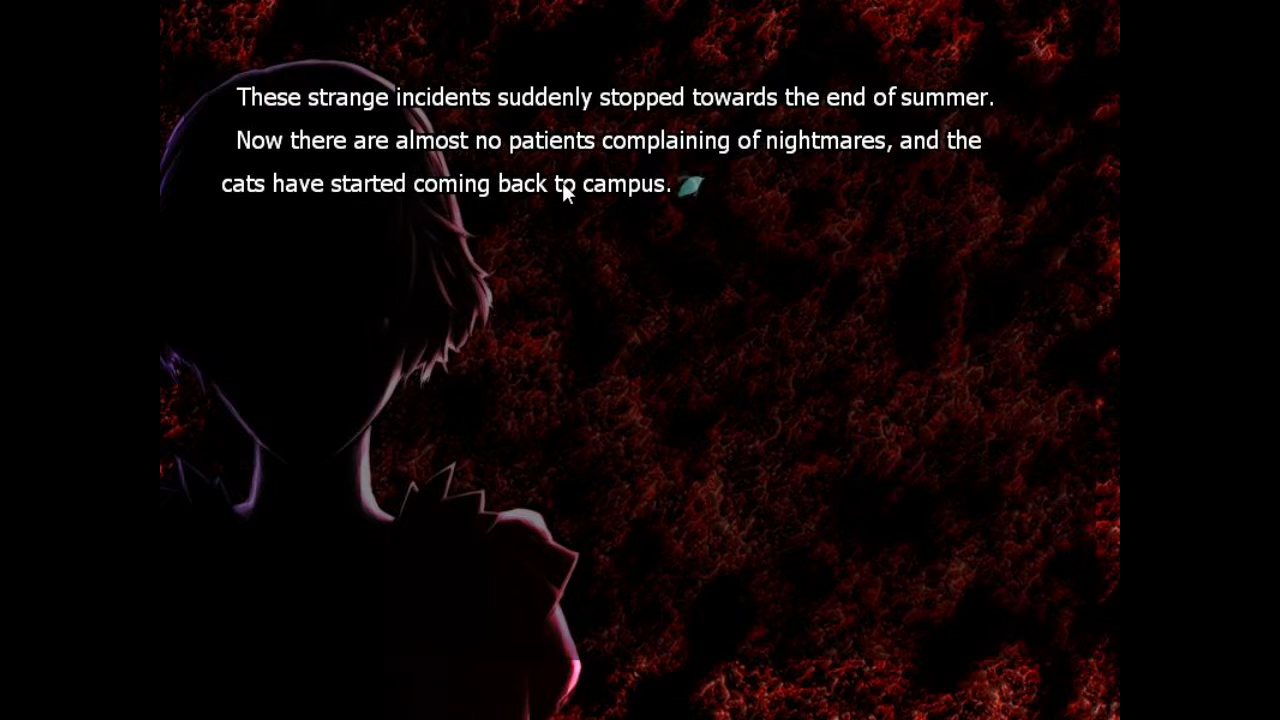 These strange incidents suddenly stopped towards the end of summer.
Now there are almost no patients complaining of nightmares, and the
cats have started coming back to campus.